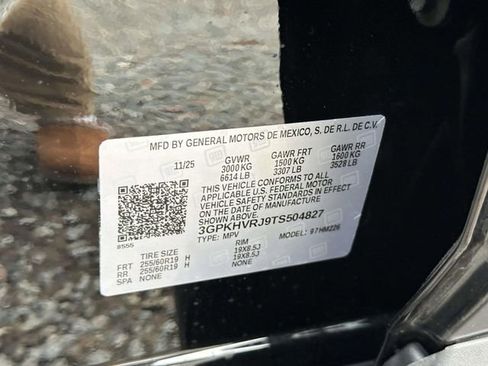 MFD BY GENERAL MOTORS DE MEXICO, S. DE R.L. DE C.V.
11/25 GVWR GAWR FRT GAWR RR
3000 KG 1500 KG 1600 KG
6614 LB 3307 LB 3528 LB
THIS VEHICLE CONFORMS TO ALL
APPLICABLE U.S. FEDERAL MOTOR
VEHICLE SAFETY STANDARDS IN EFFECT
ON THE DATE OF MANUFACTURE
SHOWN ABOVE.
3GPKHVRJ9TS504827
TYPE: MPV MODEL: 97HM226
#555
TIRE SIZE RIM
FRT 255/60R19 H 19X8.5J
RR 255/60R19 H 19X8.5J
SPA NONE NONE